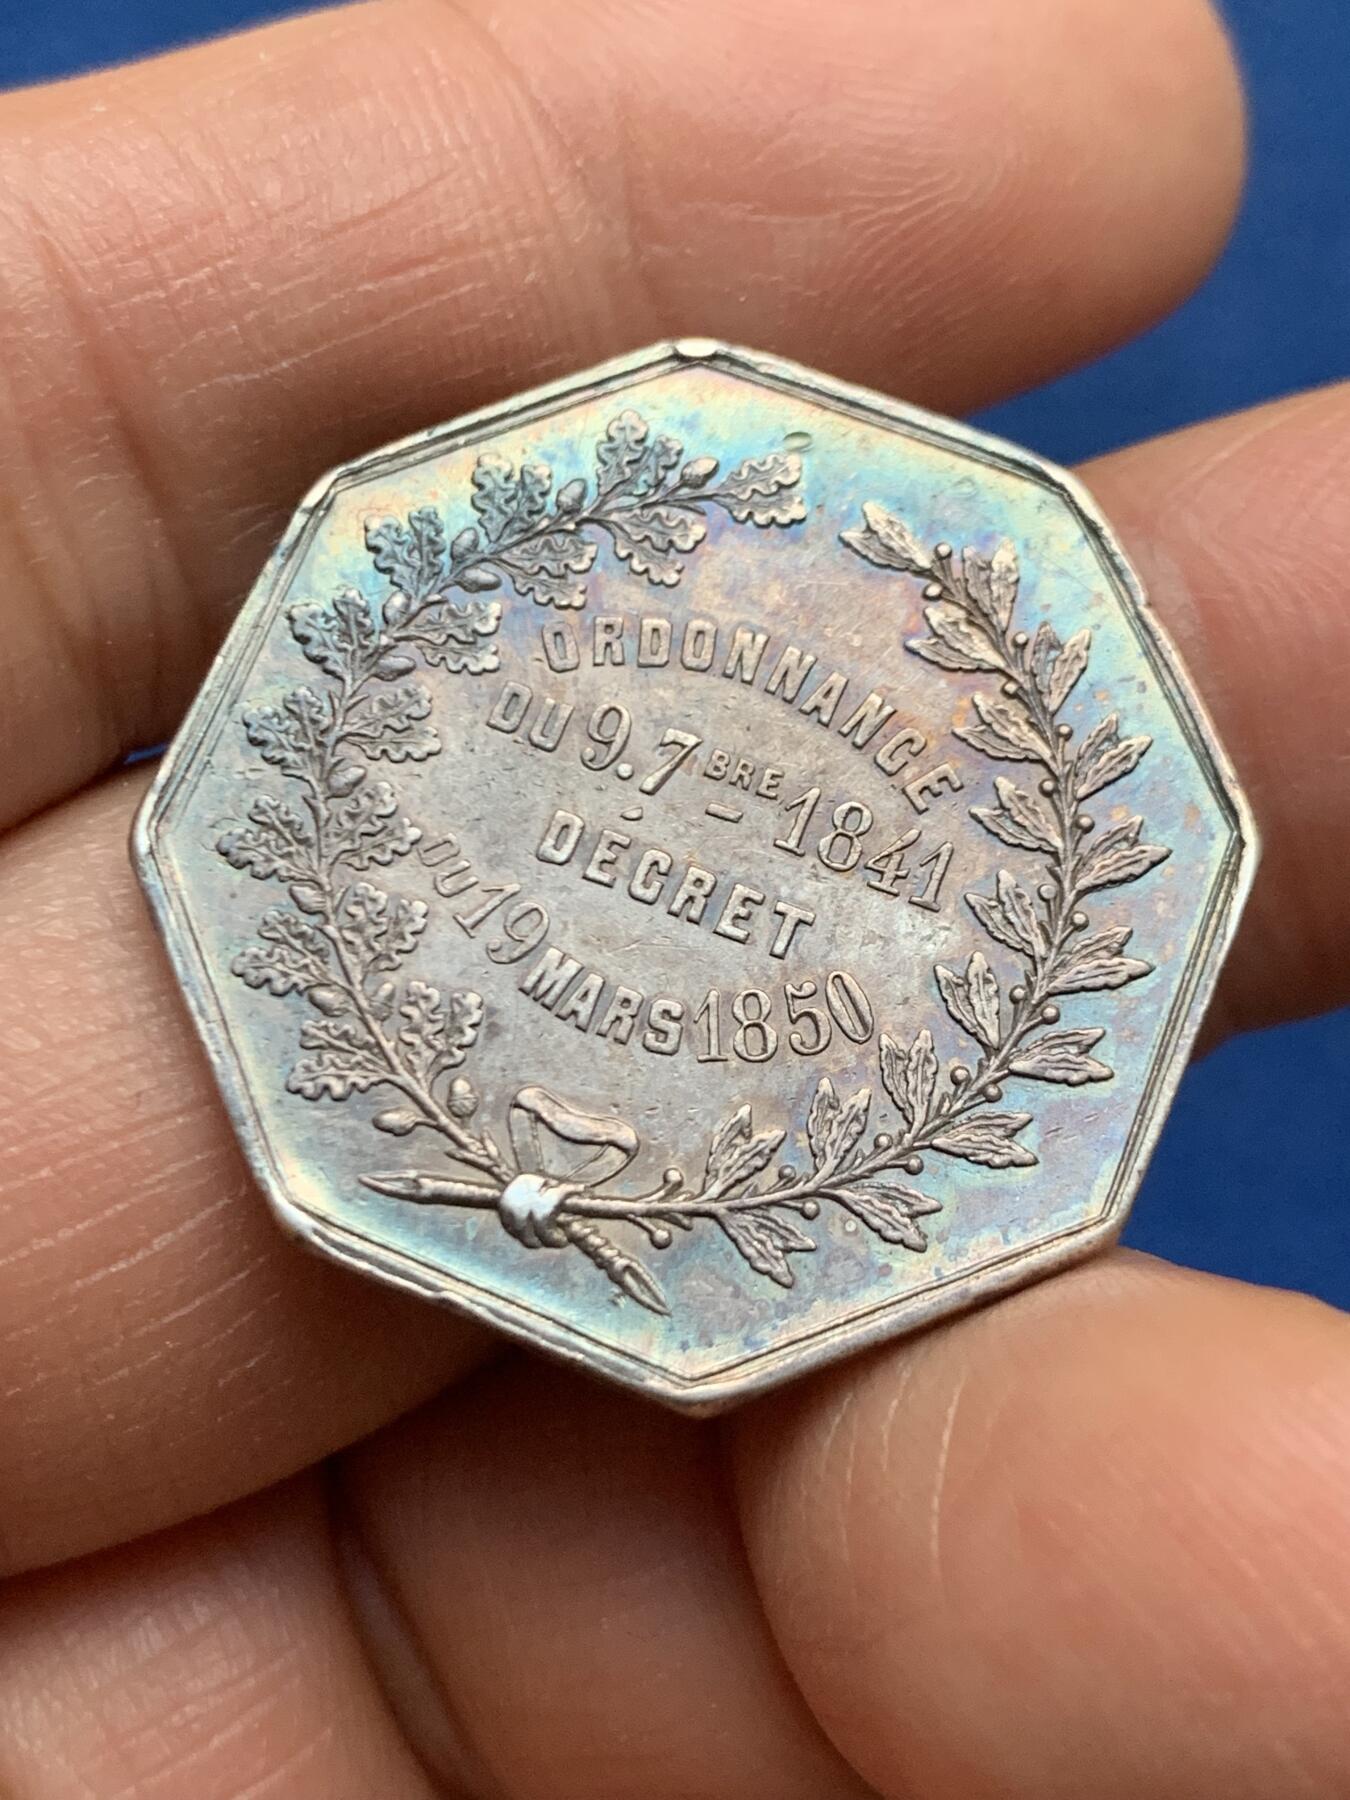 ORDONNANCE
DU 9.7BRE 1841
DÉCRET
DU 19 MARS 1850